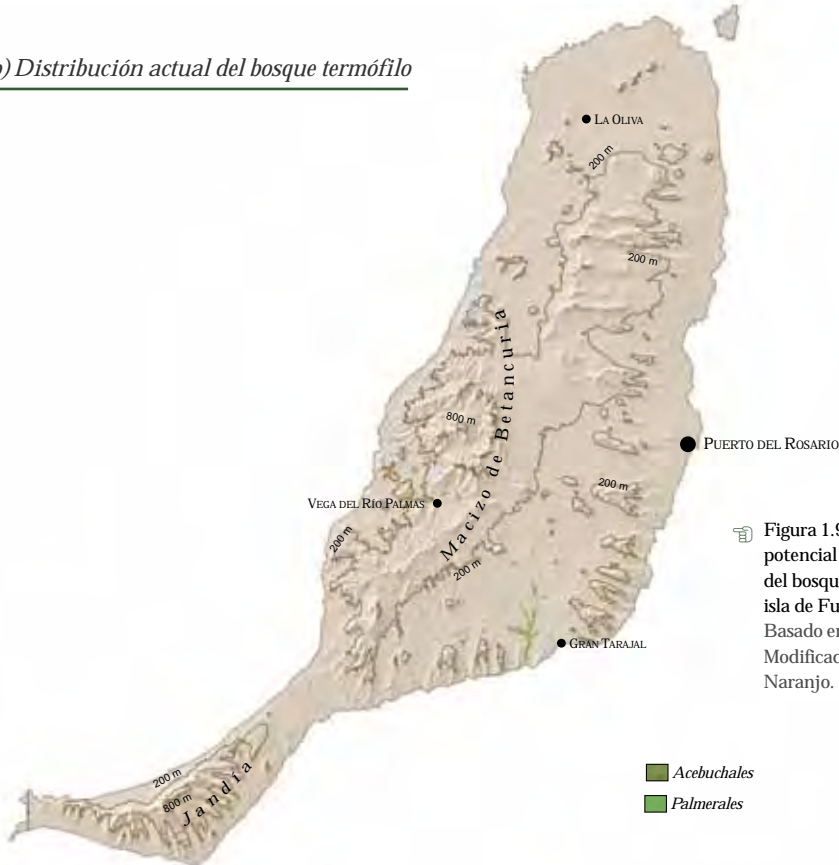 ) Distribución actual del bosque termófilo
LA OLIVA
200 m
200 m
Macizo de Betancuria
800 m
PUERTO DEL ROSARIO
VEGA DEL RÍO PALMAS
200 m
200 m
200 m
GRAN TARAJAL
200 m
800 m
Jandía
Figura 1.9
potencial
del bosqu
isla de Fu
Basado en
Modificad
Naranjo.
Acebuchales
Palmerales